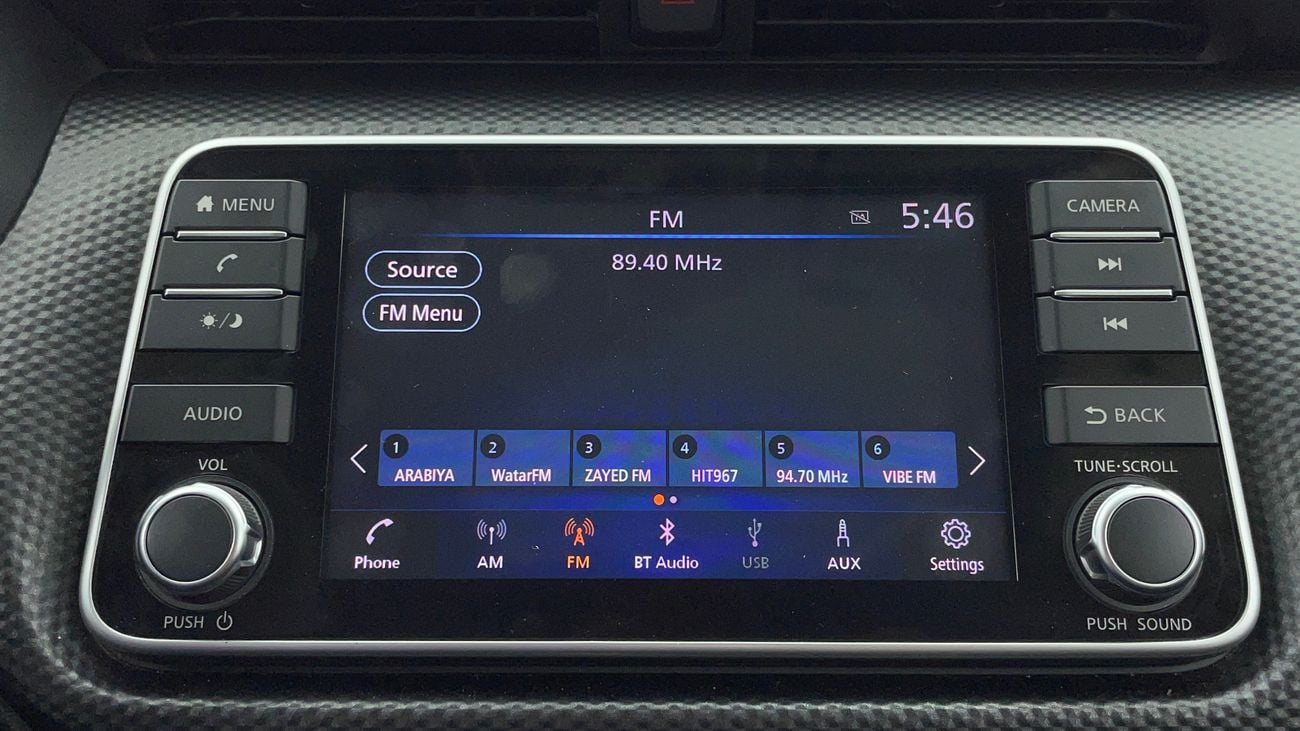 MENU
CAMERA
FM
TA
5:46
89.40 MHz
Source
FM Menu
AUDIO
BACK
VOL
TUNE·SCROLL
1
2
3
4
5
6
ARABIYA
WatarFM
ZAYED FM
HIT967
94.70 MHz
VIBE FM
Phone
AM
FM
BT Audio
USB
AUX
Settings
PUSH
PUSH SOUND